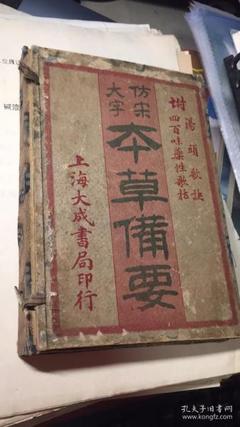 附
湯頭歌訣
四百味藥性歌括
仿宋
大字
本草備要
上海大成書局印行
孔夫子旧书网